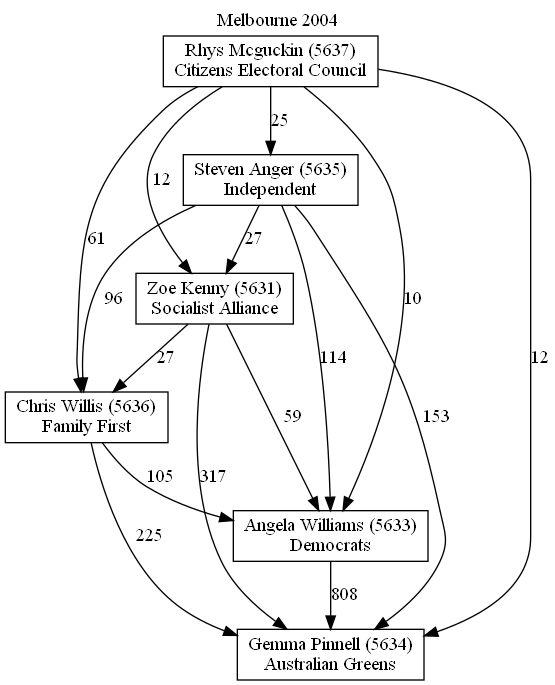 Melbourne 2004
Rhys Mcguckin (5637)
Citizens Electoral Council
25
Steven Anger (5635)
Independent
12
61
27
96
Zoe Kenny (5631)
Socialist Alliance
10
114
12
27
Chris Willis (5636)
Family First
59
153
105
317
225
Angela Williams (5633)
Democrats
808
Gemma Pinnell (5634)
Australian Greens